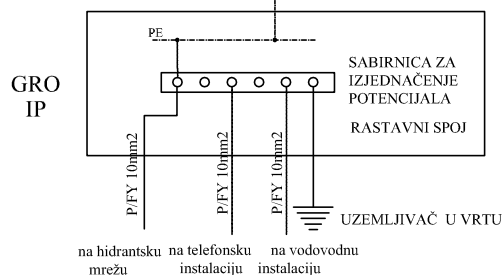 PE
GRO
IP
SABIRNICA ZA
IZJEDNAČENJE
POTENCIJALA
RASTAVNI SPOJ
P/FY 10mm2
P/FY 10mm2
P/FY 10mm2
UZEMLJIVAČ U VRTU
na hidrantsku
mrežu
na telefonsku
instalaciju
na vodovodnu
instalaciju